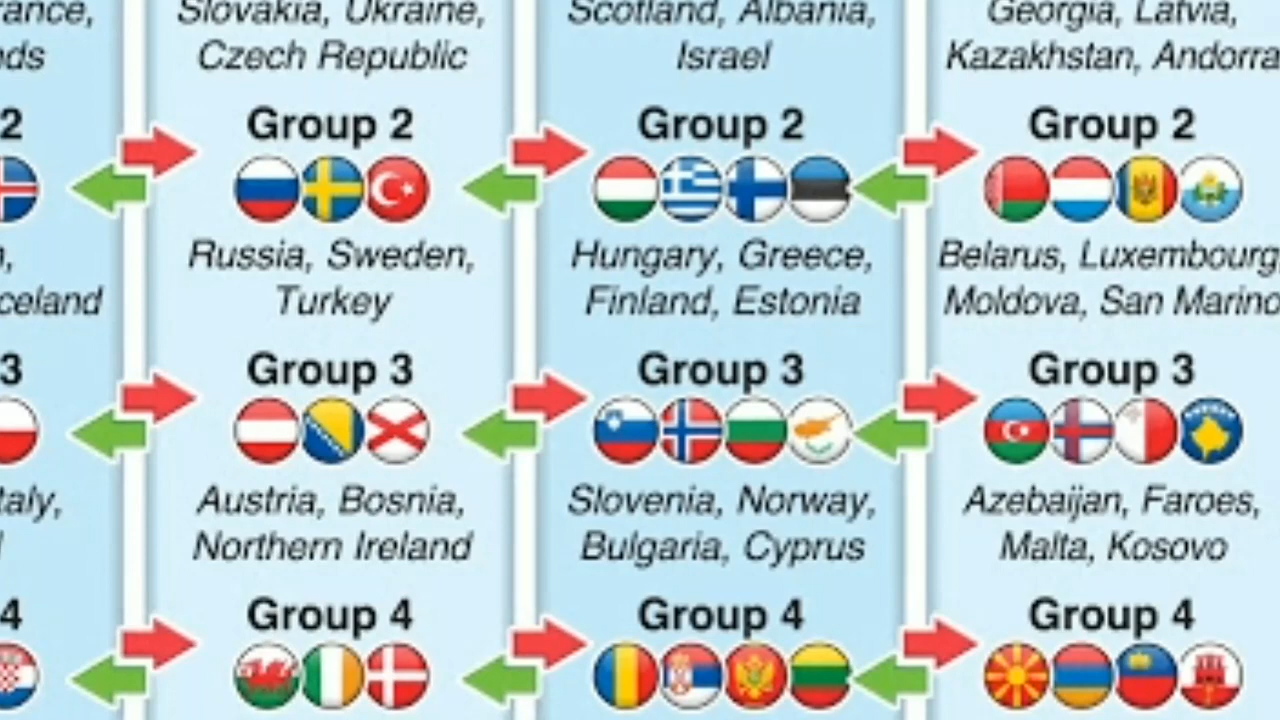 Slovakia, Ukraine,
Czech Republic
Group 2
Russia, Sweden,
Turkey
Group 3
Austria, Bosnia,
Northern Ireland
Group 4
Scotland, Albania,
Israel
Group 2
Hungary, Greece,
Finland, Estonia
Group 3
Slovenia, Norway,
Bulgaria, Cyprus
Group 4
Georgia, Latvia,
Kazakhstan, Andorra
Group 2
Belarus, Luxembourg,
Moldova, San Marino
Group 3
Azebaijan, Faroes,
Malta, Kosovo
Group 4